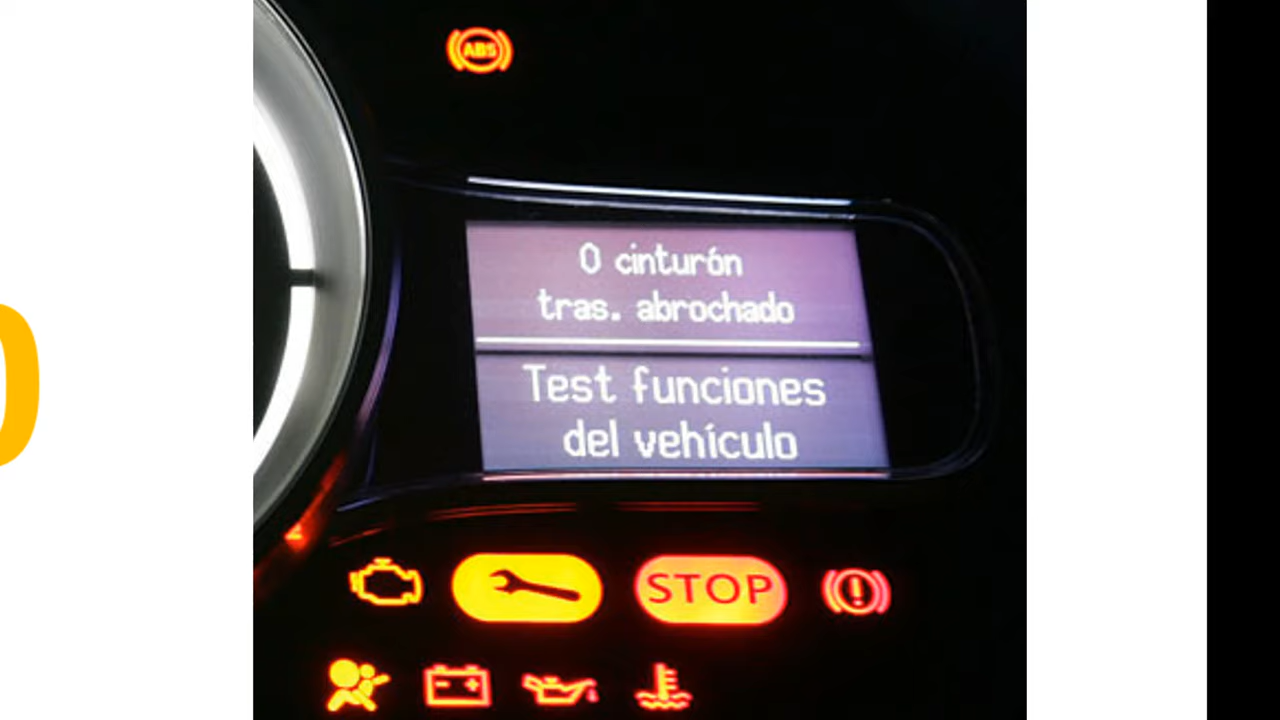 ABS
0 cinturón
tras. abrochado
Test funciones
del vehículo
STOP